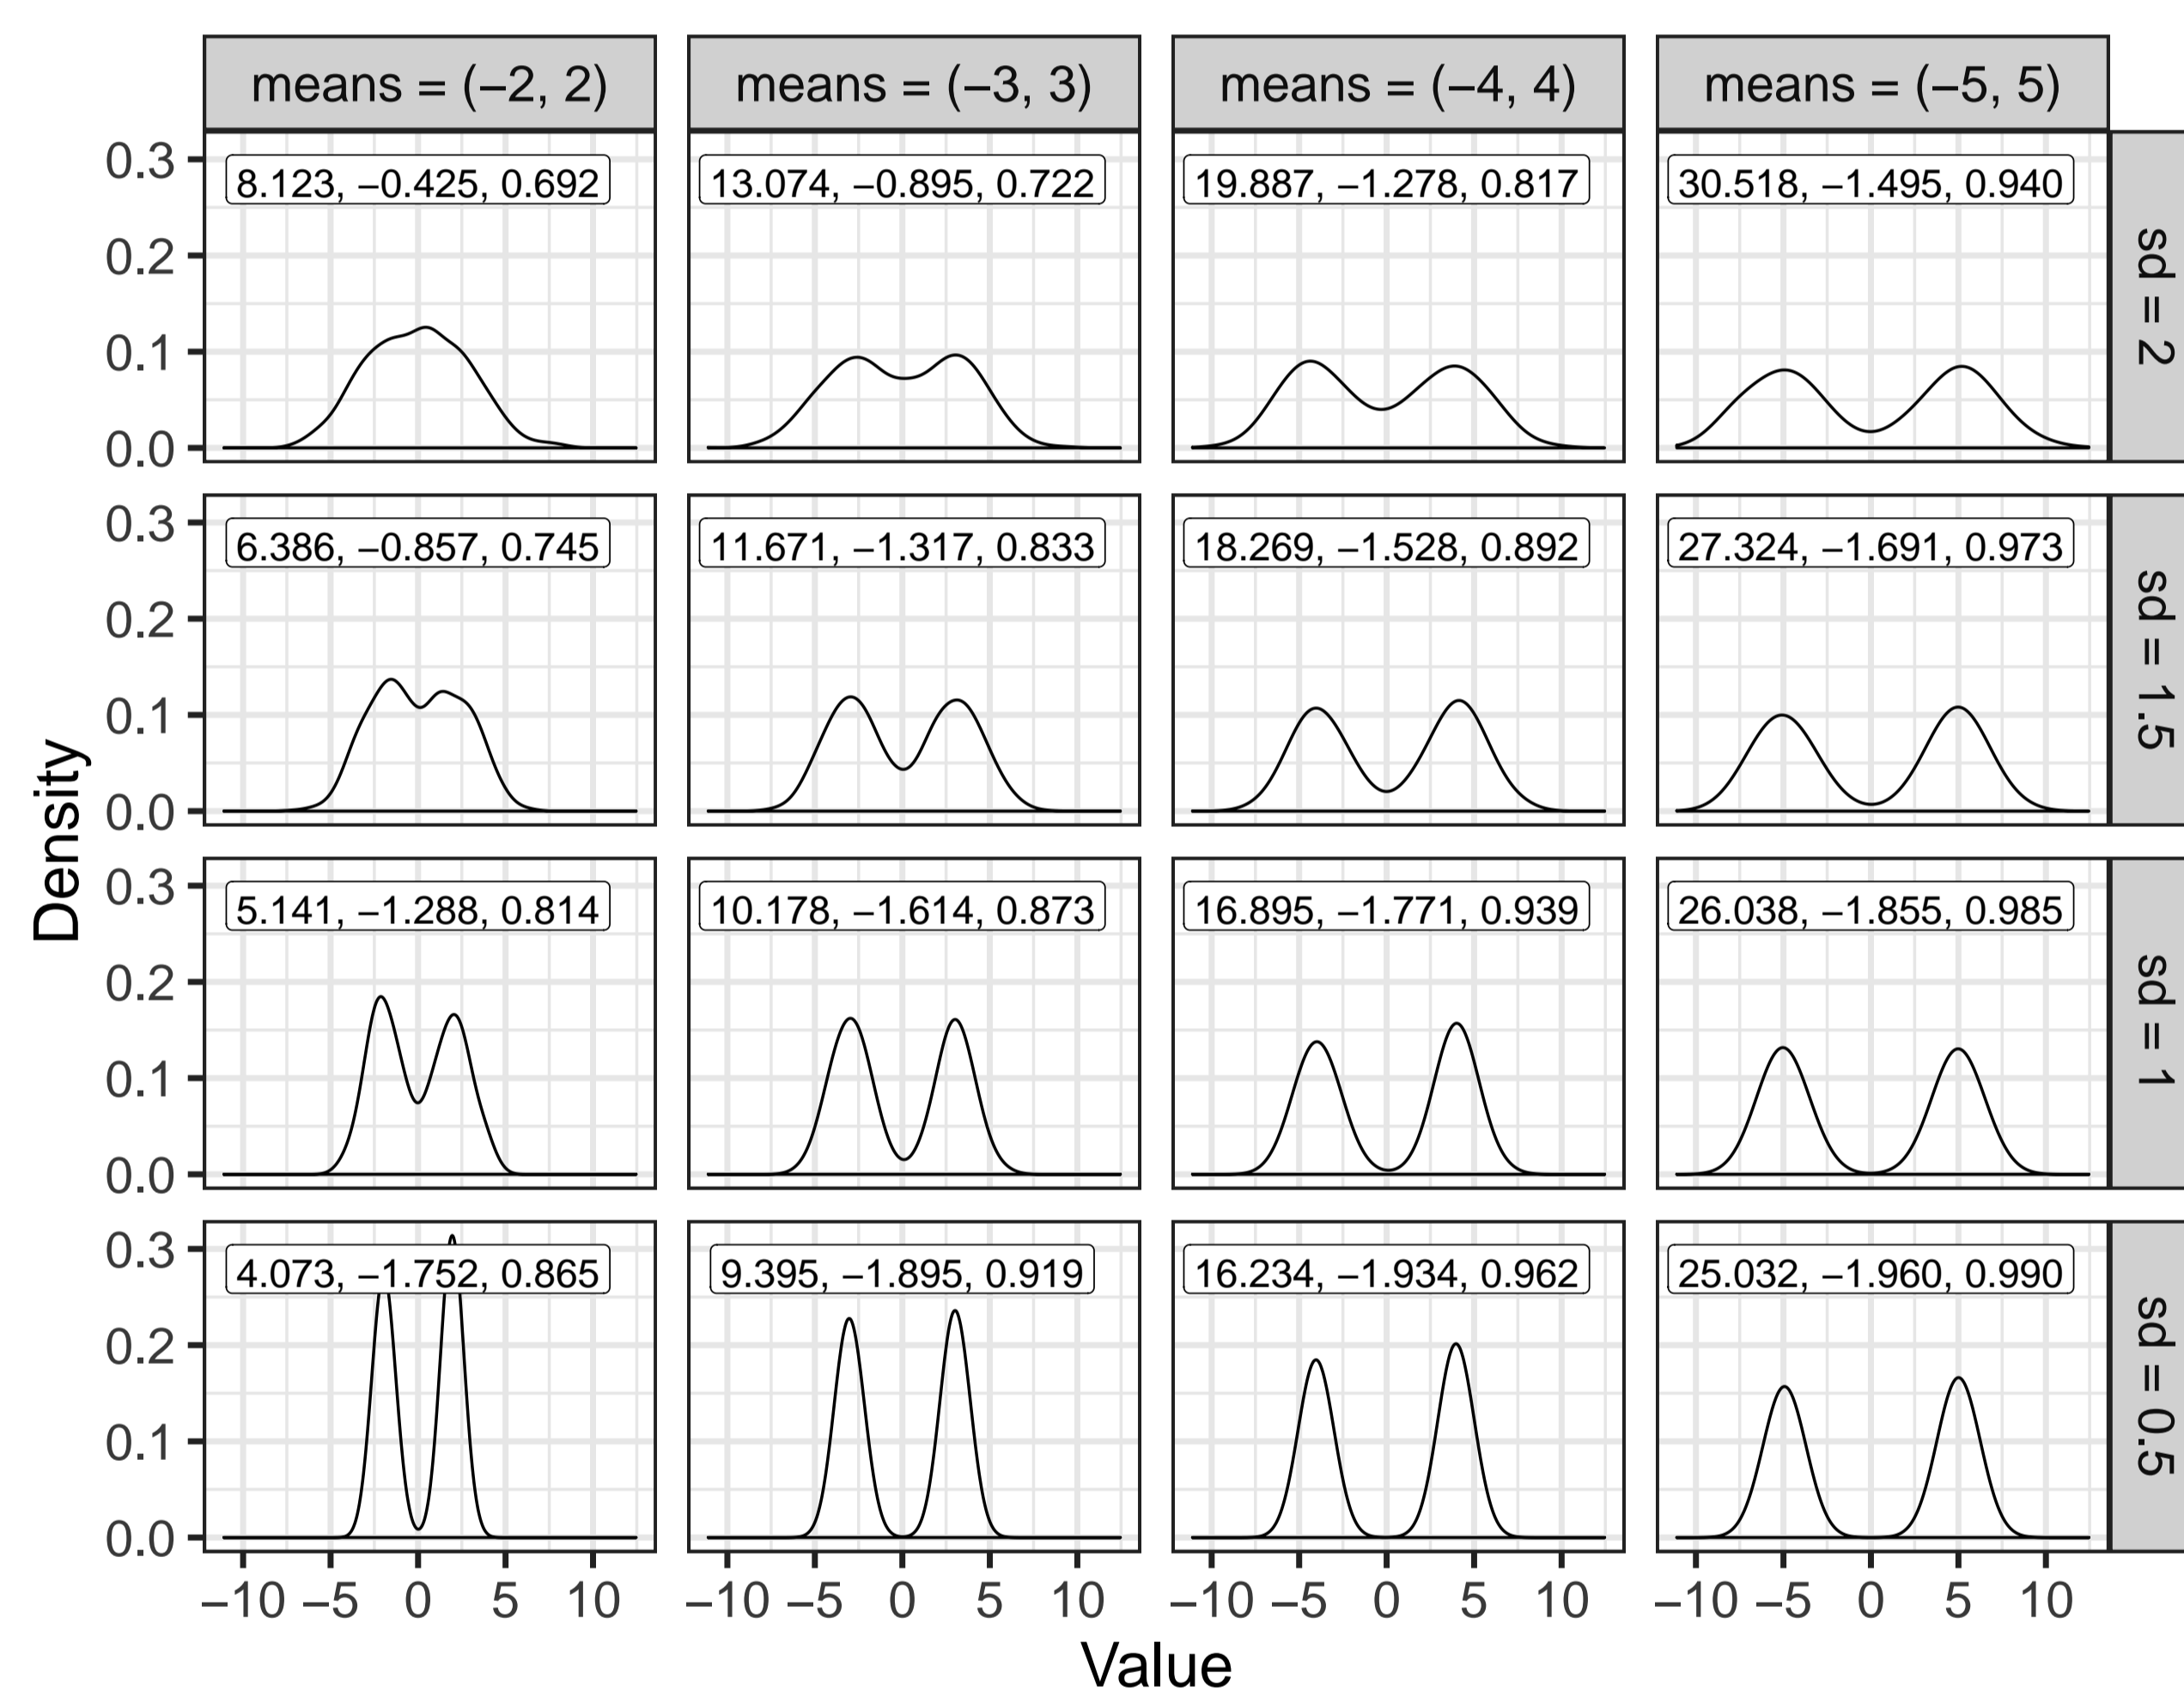 means = (−2, 2)
means = (−3, 3)
means = (−4, 4)
means = (−5, 5)
0.3
0.2
0.1
0.0
8.123, −0.425, 0.692
13.074, −0.895, 0.722
19.887, −1.278, 0.817
30.518, −1.495, 0.940
sd = 2
0.3
0.2
0.1
0.0
6.386, −0.857, 0.745
11.671, −1.317, 0.833
18.269, −1.528, 0.892
27.324, −1.691, 0.973
sd = 1.5
Density
0.3
0.2
0.1
0.0
5.141, −1.288, 0.814
10.178, −1.614, 0.873
16.895, −1.771, 0.939
26.038, −1.855, 0.985
sd = 1
0.3
0.2
0.1
0.0
4.073, −1.752, 0.865
9.395, −1.895, 0.919
16.234, −1.934, 0.962
25.032, −1.960, 0.990
sd = 0.5
−10 −5 0 5 10
−10 −5 0 5 10
−10 −5 0 5 10
−10 −5 0 5 10
Value